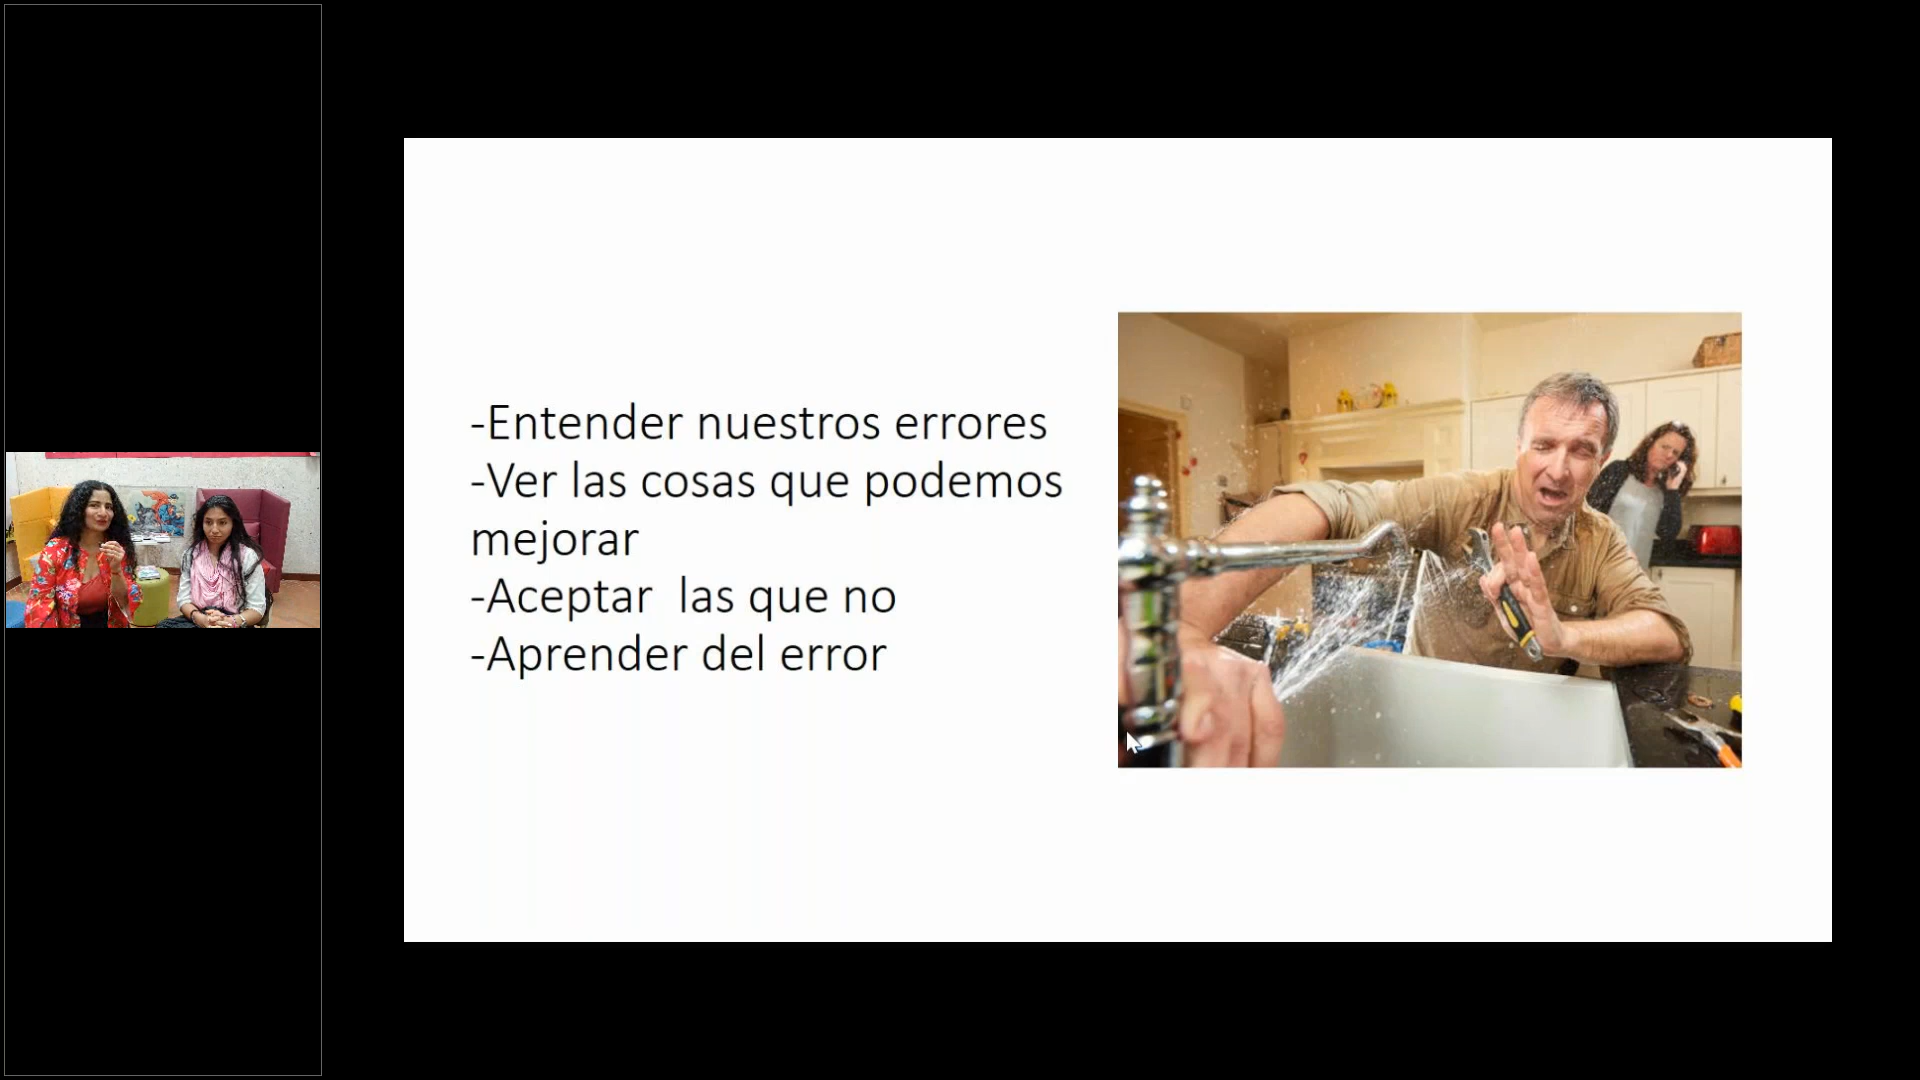 -Entender nuestros errores
-Ver las cosas que podemos
mejorar
-Aceptar  las que no
-Aprender del error